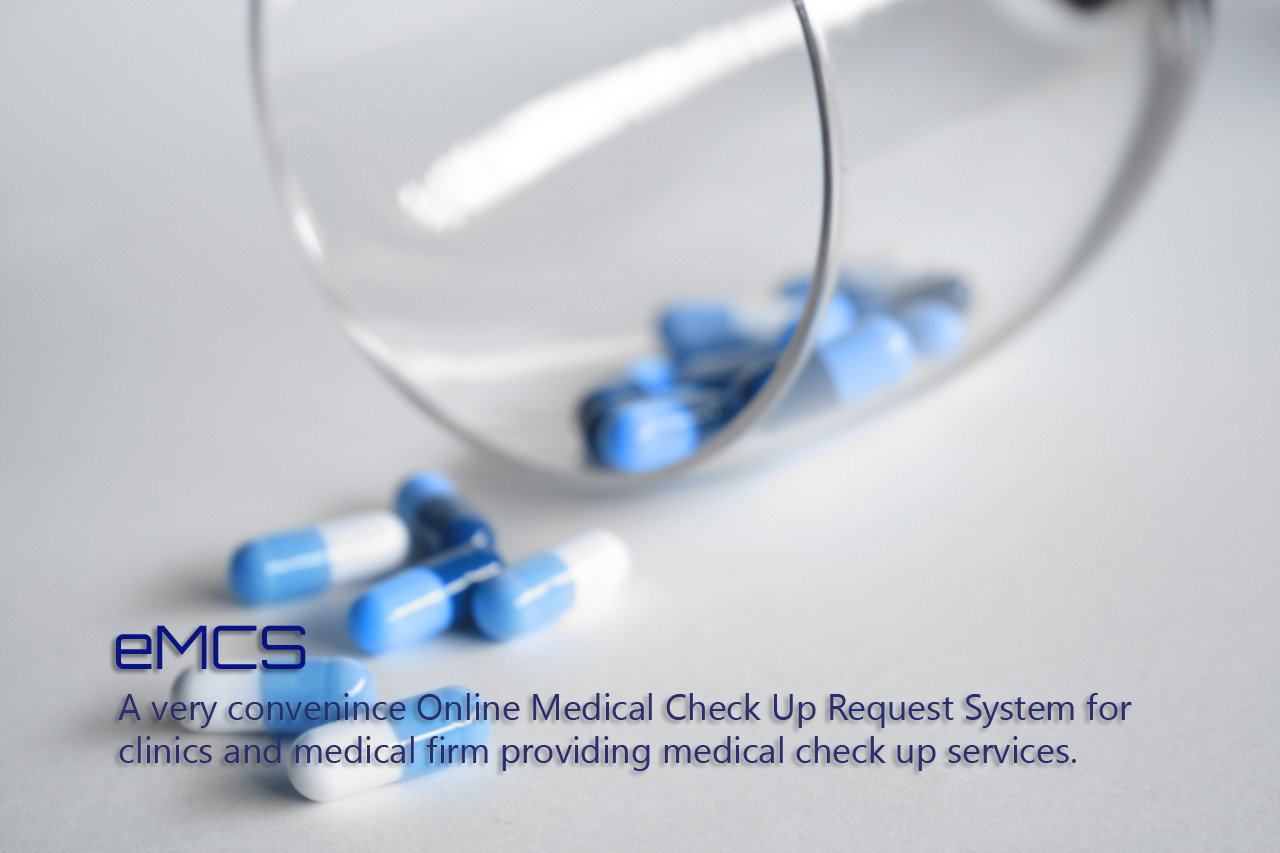 eMCS
A very convenince Online Medical Check Up Request System for
clinics and medical firm providing medical check up services.